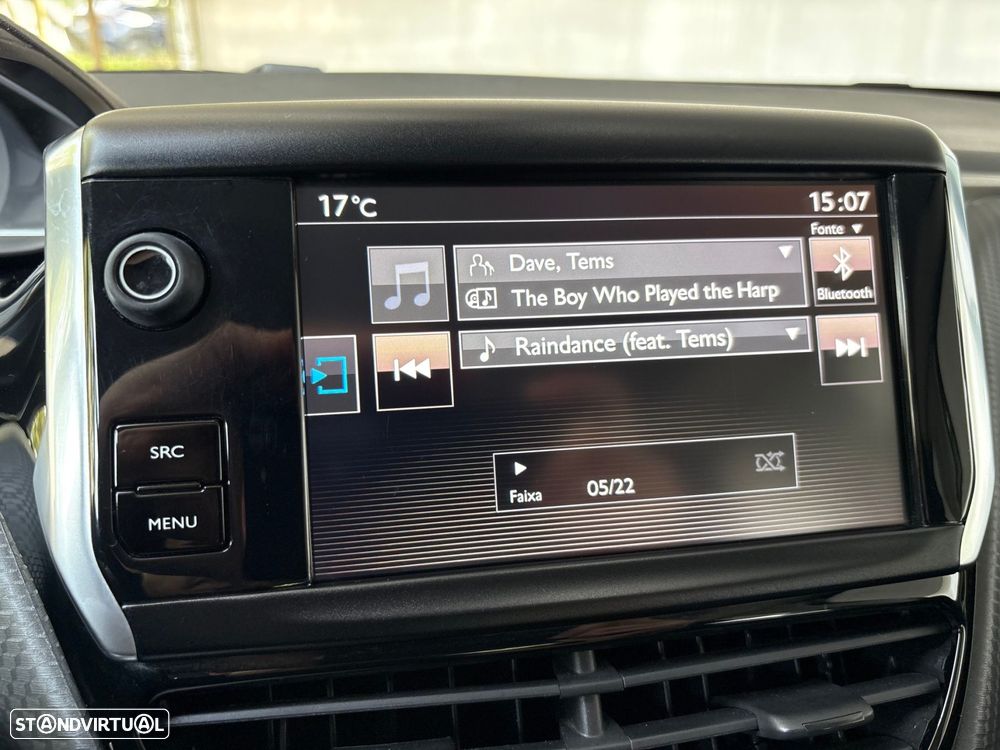 17°C
15:07
Fonte
Dave, Tems
The Boy Who Played the Harp
Bluetooth
Raindance (feat. Tems)
SRC
MENU
Faixa
05/22
STANDVIRTUAL